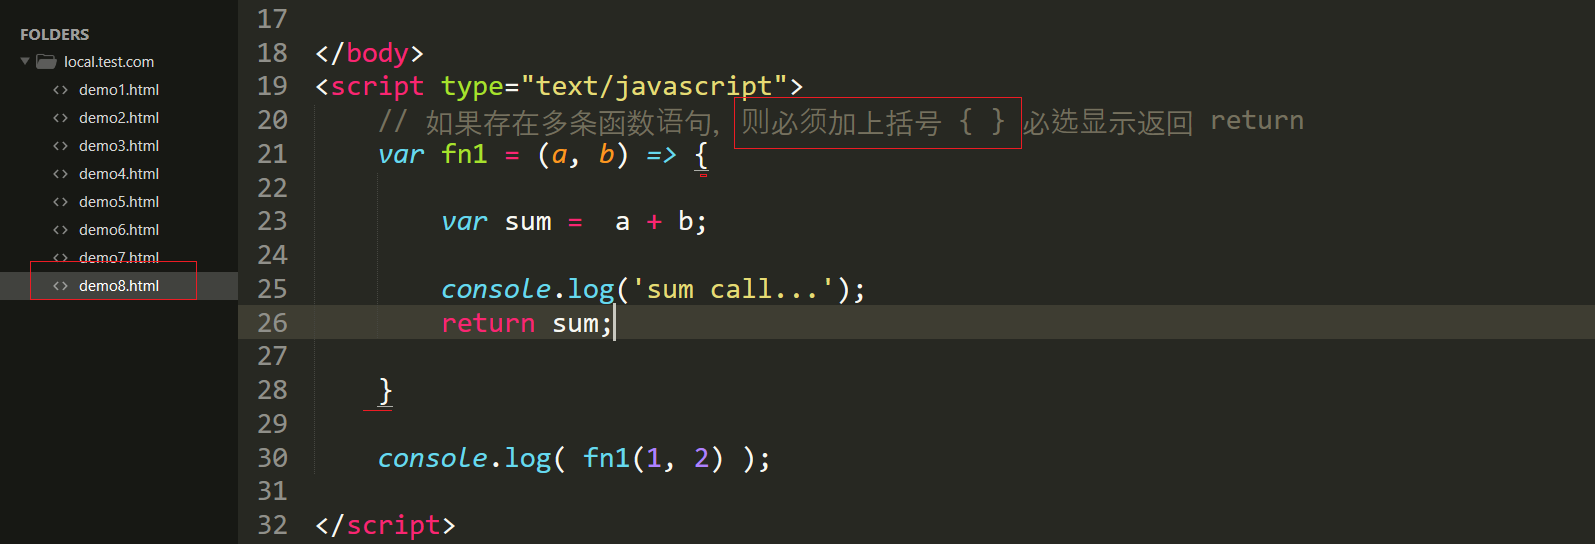 FOLDERS
local.test.com
demo1.html
demo2.html
demo3.html
demo4.html
demo5.html
demo6.html
demo7.html
demo8.html
17
18 </body>
19 <script type="text/javascript">
20 // 如果存在多条函数语句, 则必须加上括号 { } 必选显示返回 return
21 var fn1 = (a, b) => {
22
23 var sum =  a + b;
24
25 console.log('sum call...');
26 return sum;
27
28 }
29
30 console.log( fn1(1, 2) );
31
32 </script>